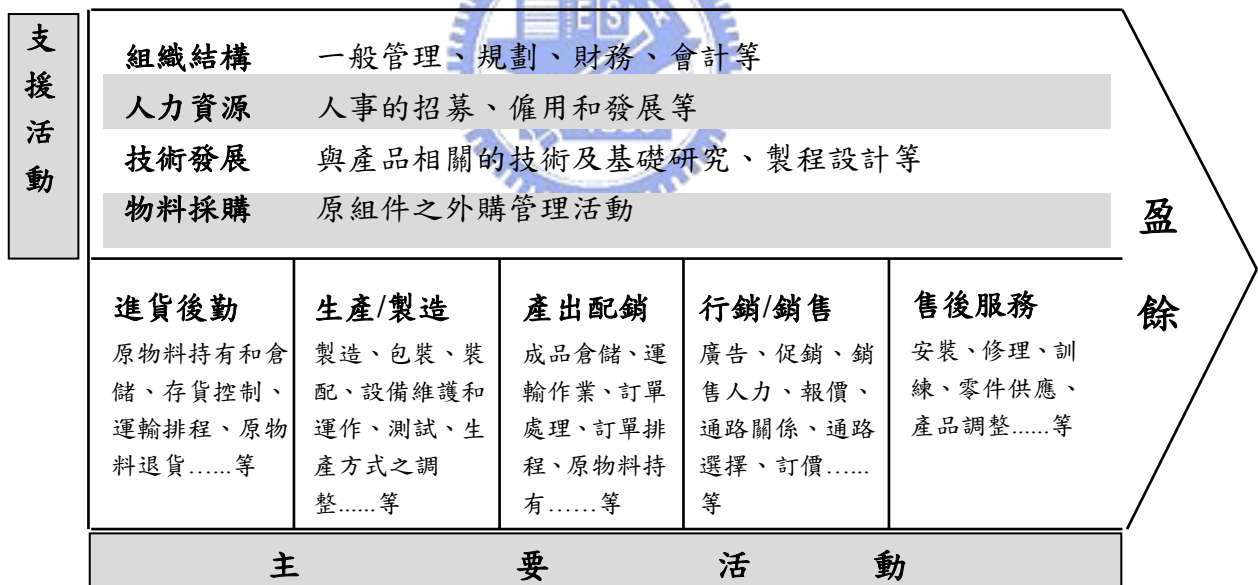 支援活動
組織結構 一般管理、規劃、財務、會計等
人力資源 人事的招募、僱用和發展等
技術發展 與產品相關的技術及基礎研究、製程設計等
物料採購 原組件之外購管理活動
盈餘
進貨後勤
原物料持有和倉
儲、存貨控制、
運輸排程、原物
料退貨......等
生產/製造
製造、包裝、裝
配、設備維護和
運作、測試、生
產方式之調
整......等
產出配銷
成品倉儲、運
輸作業、訂單
處理、訂單排
程、原物料持
有……等
行銷/銷售
廣告、促銷、銷
售人力、報價、
通路關係、通路
選擇、訂價……
等
售後服務
安裝、修理、訓
練、零件供應、
產品調整......等
主要活動